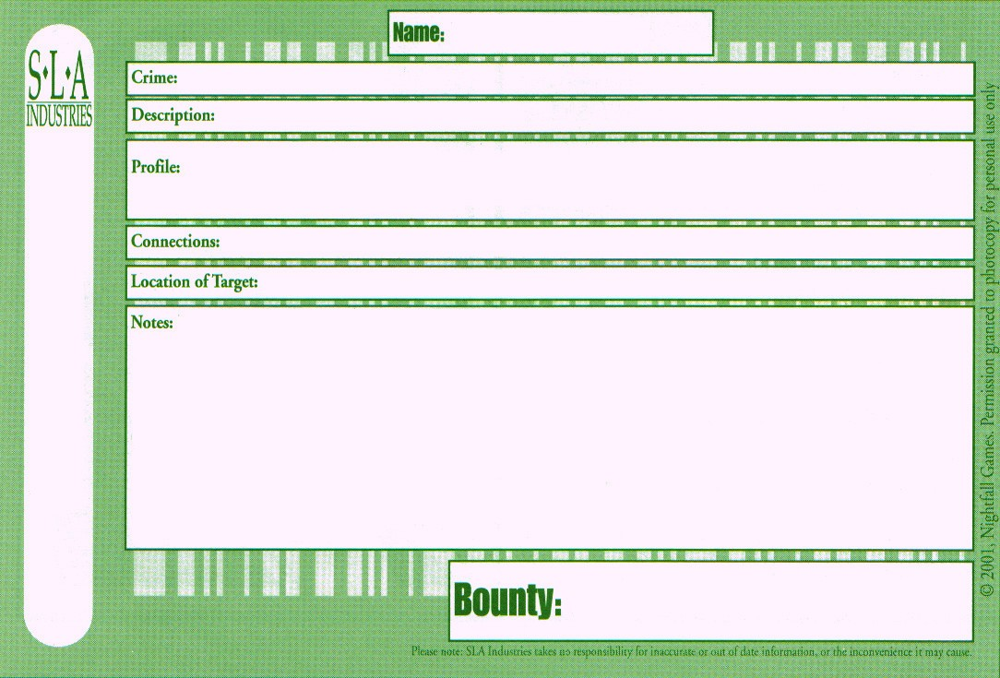 Name:
S·L·A
INDUSTRIES
Crime:
Description:
Profile:
Connections:
Location of Target:
Notes:
Bounty:
Please note: SLA Industries takes no responsibility for inaccurate or out of date information, or the inconvenience it may cause.
© 2001, Nightfall Games. Permission granted to photocopy for personal use only